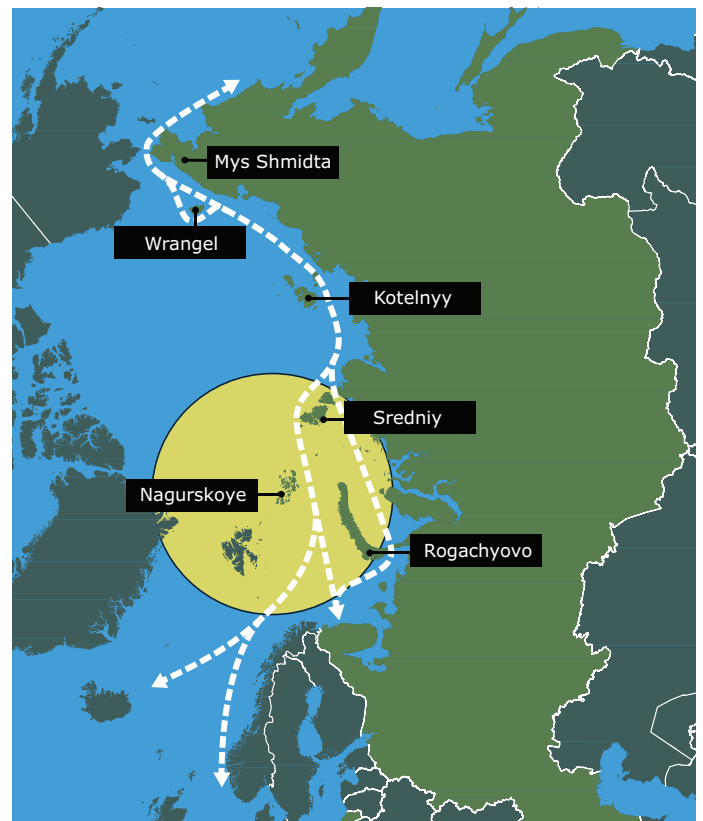 Mys Shmidta
Wrangel
Kotelnyy
Sredniy
Nagurskoye
Rogachyovo